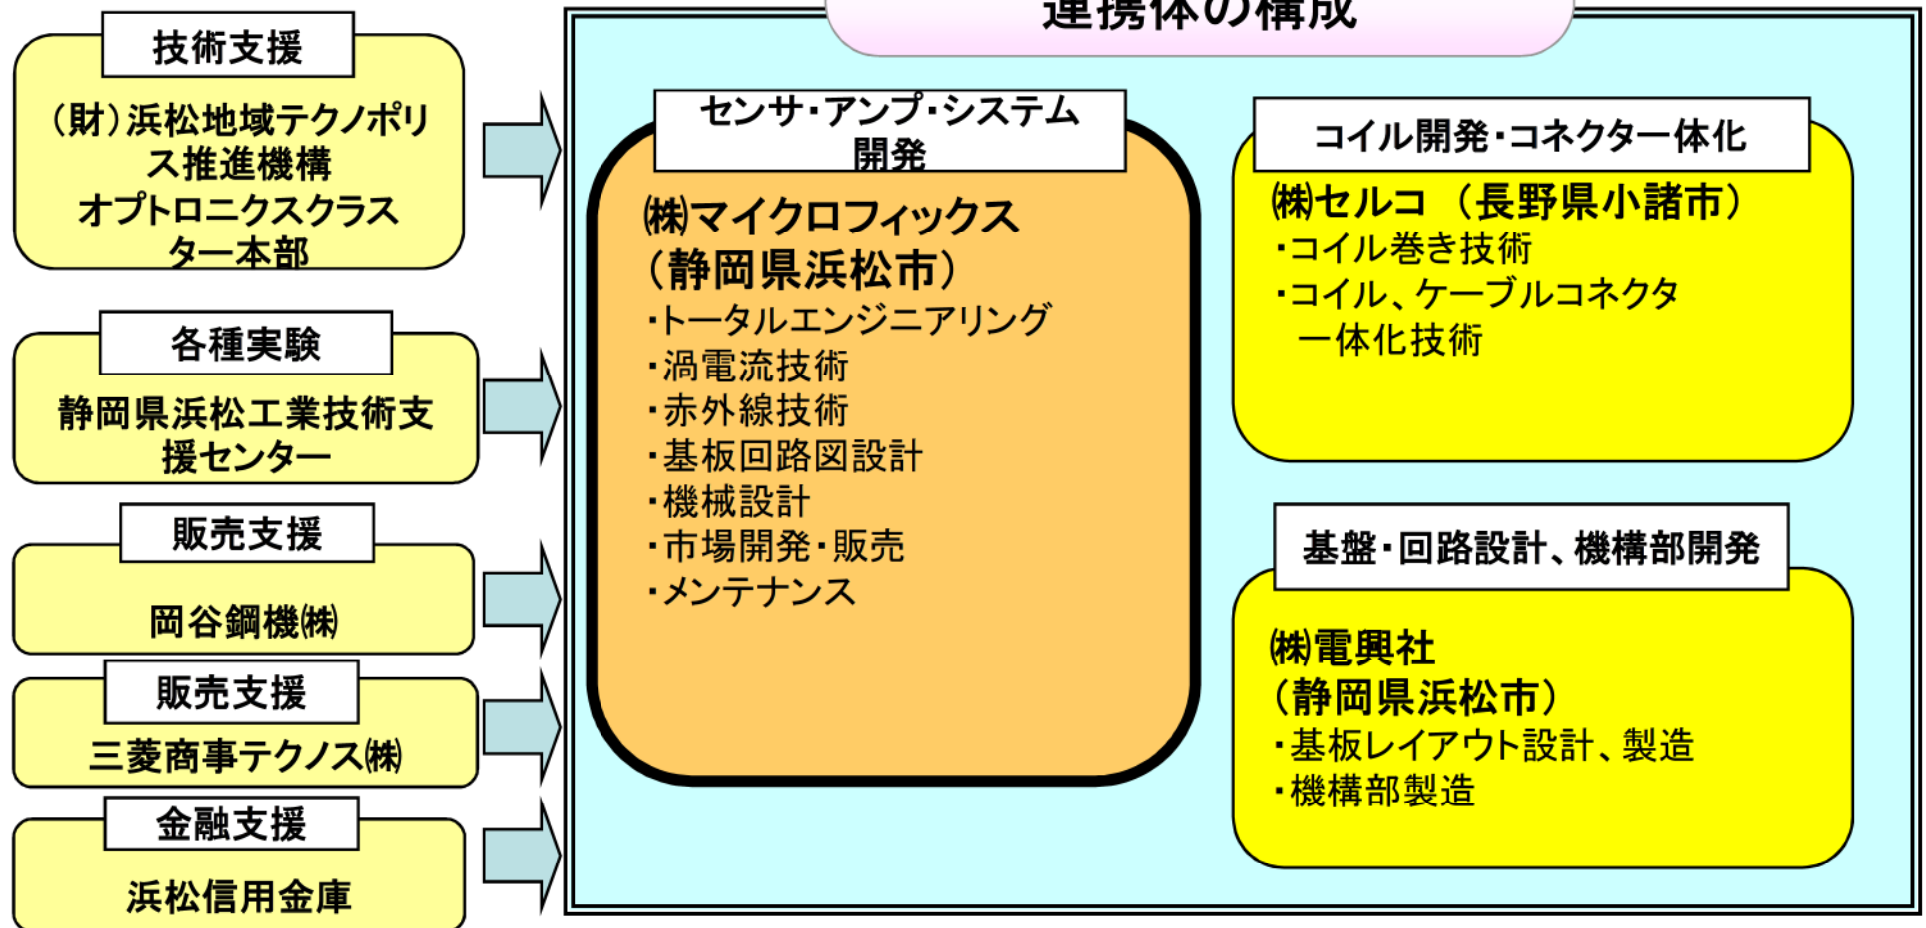 連携体の構成
技術支援
（財）浜松地域テクノポリ
ス推進機構
オプトロニクスクラス
ター本部
各種実験
静岡県浜松工業技術支
援センター
販売支援
岡谷鋼機㈱
販売支援
三菱商事テクノス㈱
金融支援
浜松信用金庫
センサ・アンプ・システム
開発
㈱マイクロフィックス
（静岡県浜松市）
・トータルエンジニアリング
・渦電流技術
・赤外線技術
・基板回路図設計
・機械設計
・市場開発・販売
・メンテナンス
コイル開発・コネクター体化
㈱セルコ （長野県小諸市）
・コイル巻き技術
・コイル、ケーブルコネクタ
一体化技術
基盤・回路設計、機構部開発
㈱電興社
（静岡県浜松市）
・基板レイアウト設計、製造
・機構部製造